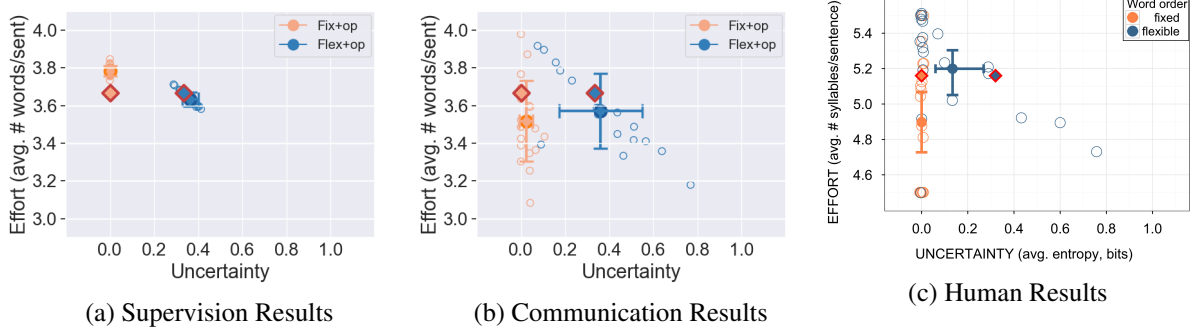 Effort (avg. # words/sent)
4.0
3.8
3.6
3.4
3.2
3.0
Fix+op
Flex+op
0.0 0.2 0.4 0.6 0.8 1.0
Uncertainty
(a) Supervision Results
Effort (avg. # words/sent)
4.0
3.8
3.6
3.4
3.2
3.0
Fix+op
Flex+op
0.0 0.2 0.4 0.6 0.8 1.0
Uncertainty
(b) Communication Results
EFFORT (avg. # syllables/sentence)
5.4
5.2
5.0
4.8
4.6
Word order
fixed
flexible
0.0 0.2 0.4 0.6 0.8 1.0
UNCERTAINTY (avg. entropy, bits)
(c) Human Results